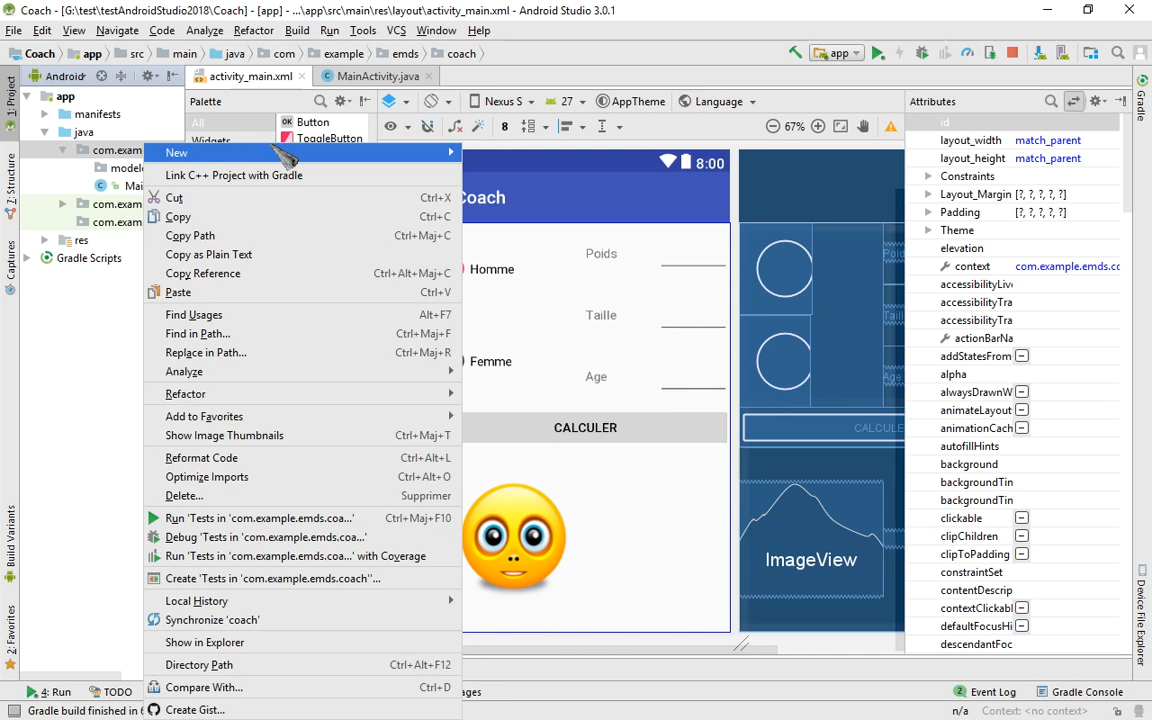 Coach - [G:\test\testAndroidStudio2018\Coach] - [app] - ...\app\src\main\res\layout\activity_main.xml - Android Studio 3.0.1
File Edit View Navigate Code Analyze Refactor Build Run Tools VCS Window Help
Coach app src main java com example emds coach app
Android activity_main.xml MainActivity.java
1: Project
Z: Structure
Captures
Build Variants
2: Favorites
app
manifests
java
com.exam
model
Mai
com.exam
com.exam
res
Gradle Scripts
Palette
All
Widgets
Button
ToggleButton
Nexus S 27 AppTheme Language
8 67%
New
Link C++ Project with Gradle
Cut Ctrl+X
Copy Ctrl+C
Copy Path Ctrl+Maj+C
Copy as Plain Text
Copy Reference Ctrl+Alt+Maj+C
Paste Ctrl+V
Find Usages Alt+F7
Find in Path... Ctrl+Maj+F
Replace in Path... Ctrl+Maj+R
Analyze
Refactor
Add to Favorites
Show Image Thumbnails Ctrl+Maj+T
Reformat Code Ctrl+Alt+L
Optimize Imports Ctrl+Alt+O
Delete... Supprimer
Run 'Tests in 'com.example.emds.coa...' Ctrl+Maj+F10
Debug 'Tests in 'com.example.emds.coa...'
Run 'Tests in 'com.example.emds.coa...' with Coverage
Create 'Tests in 'com.example.emds.coach''...
Local History
Synchronize 'coach'
Show in Explorer
Directory Path Ctrl+Alt+F12
Compare With... Ctrl+D
Create Gist...
8:00
Coach
Poids
Homme
Taille
Femme
Age
CALCULER
Poid
Taill
Age
CALCULE
ImageView
Attributes
id
layout_width match_parent
layout_height match_parent
Constraints
Layout_Margin [?, ?, ?, ?, ?]
Padding [?, ?, ?, ?, ?]
Theme
elevation
context com.example.emds.cc
accessibilityLiv
accessibilityTra
accessibilityTra
actionBarNa
addStatesFrom
alpha
alwaysDrawnW
animateLayout
animationCach
autofillHints
background
backgroundTin
backgroundTin
clickable
clipChildren
clipToPadding
constraintSet
contentDescrip
contextClickabl
defaultFocusHi
descendantFoc
Gradle
Device File Explorer
4: Run TODO ages Event Log Gradle Console
Gradle build finished in n/a Context: <no context>